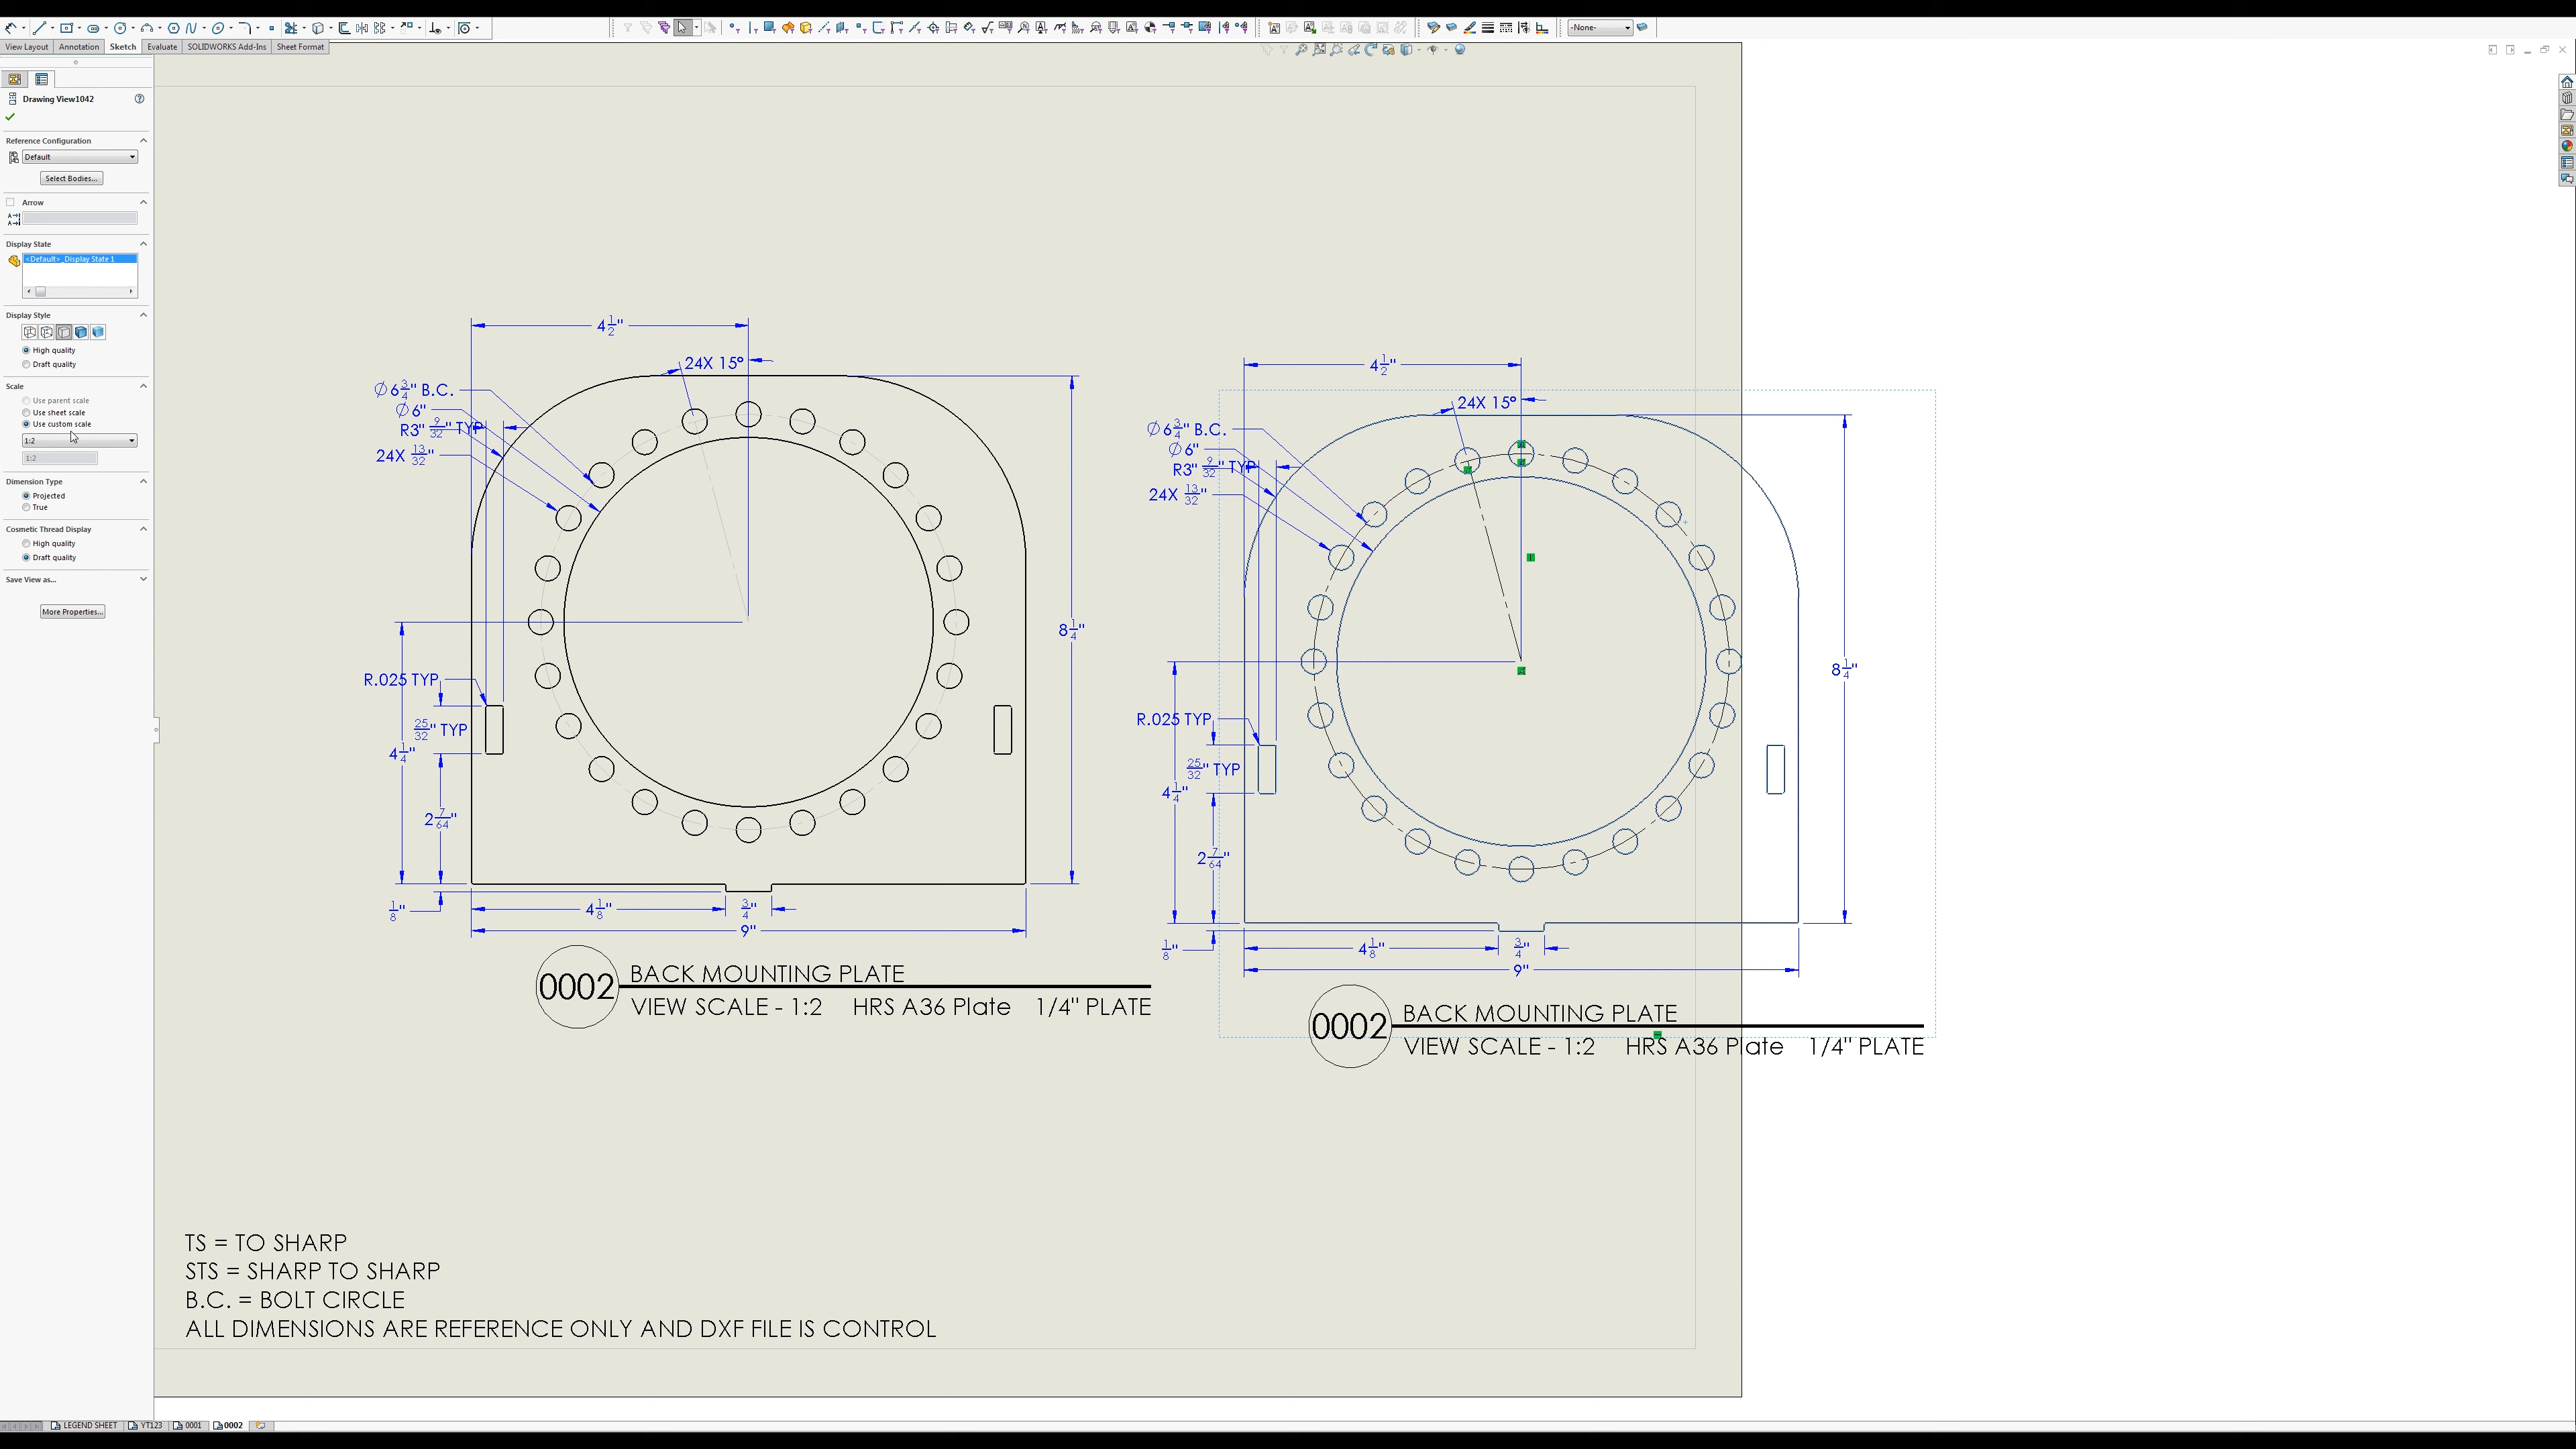 -None-
View Layout
Annotation
Sketch
Evaluate
SOLIDWORKS Add-Ins
Sheet Format
Drawing View1042
Reference Configuration
Default
Select Bodies...
Arrow
Display State
<Default>_Display State 1
Display Style
High quality
Draft quality
Scale
Use parent scale
Use sheet scale
Use custom scale
1:2
1:2
Dimension Type
Projected
True
Cosmetic Thread Display
High quality
Draft quality
Save View as...
More Properties...
4 1/2"
24X 15°
∅6 3/4" B.C.
∅6"
R3" 9/32" TYP
24X 13/32"
8 1/4"
R.025 TYP
25/32" TYP
4 1/4"
2 7/64"
1/8"
4 1/8"
3/4"
9"
0002
BACK MOUNTING PLATE
VIEW SCALE - 1:2 HRS A36 Plate 1/4" PLATE
4 1/2"
24X 15°
∅6 3/4" B.C.
∅6"
R3" 9/32" TYP
24X 13/32"
8 1/4"
R.025 TYP
25/32" TYP
4 1/4"
2 7/64"
1/8"
4 1/8"
3/4"
9"
0002
BACK MOUNTING PLATE
VIEW SCALE - 1:2 HRS A36 Plate 1/4" PLATE
TS = TO SHARP
STS = SHARP TO SHARP
B.C. = BOLT CIRCLE
ALL DIMENSIONS ARE REFERENCE ONLY AND DXF FILE IS CONTROL
LEGEND SHEET
YT123
0001
0002